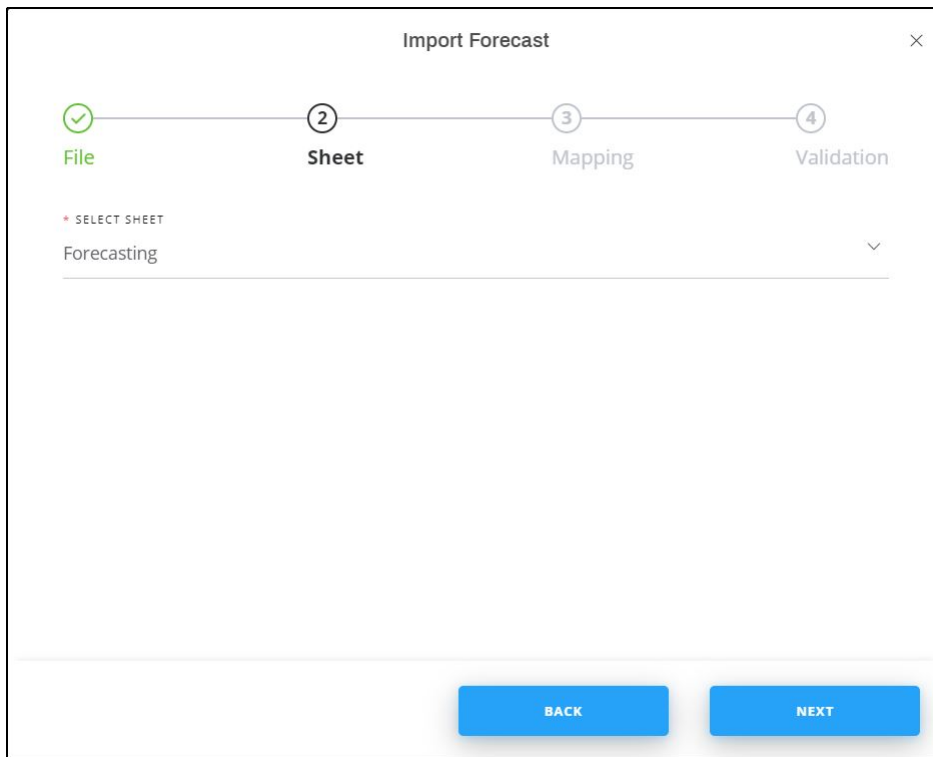 Import Forecast
2 3 4
File Sheet Mapping Validation
* SELECT SHEET
Forecasting
BACK NEXT